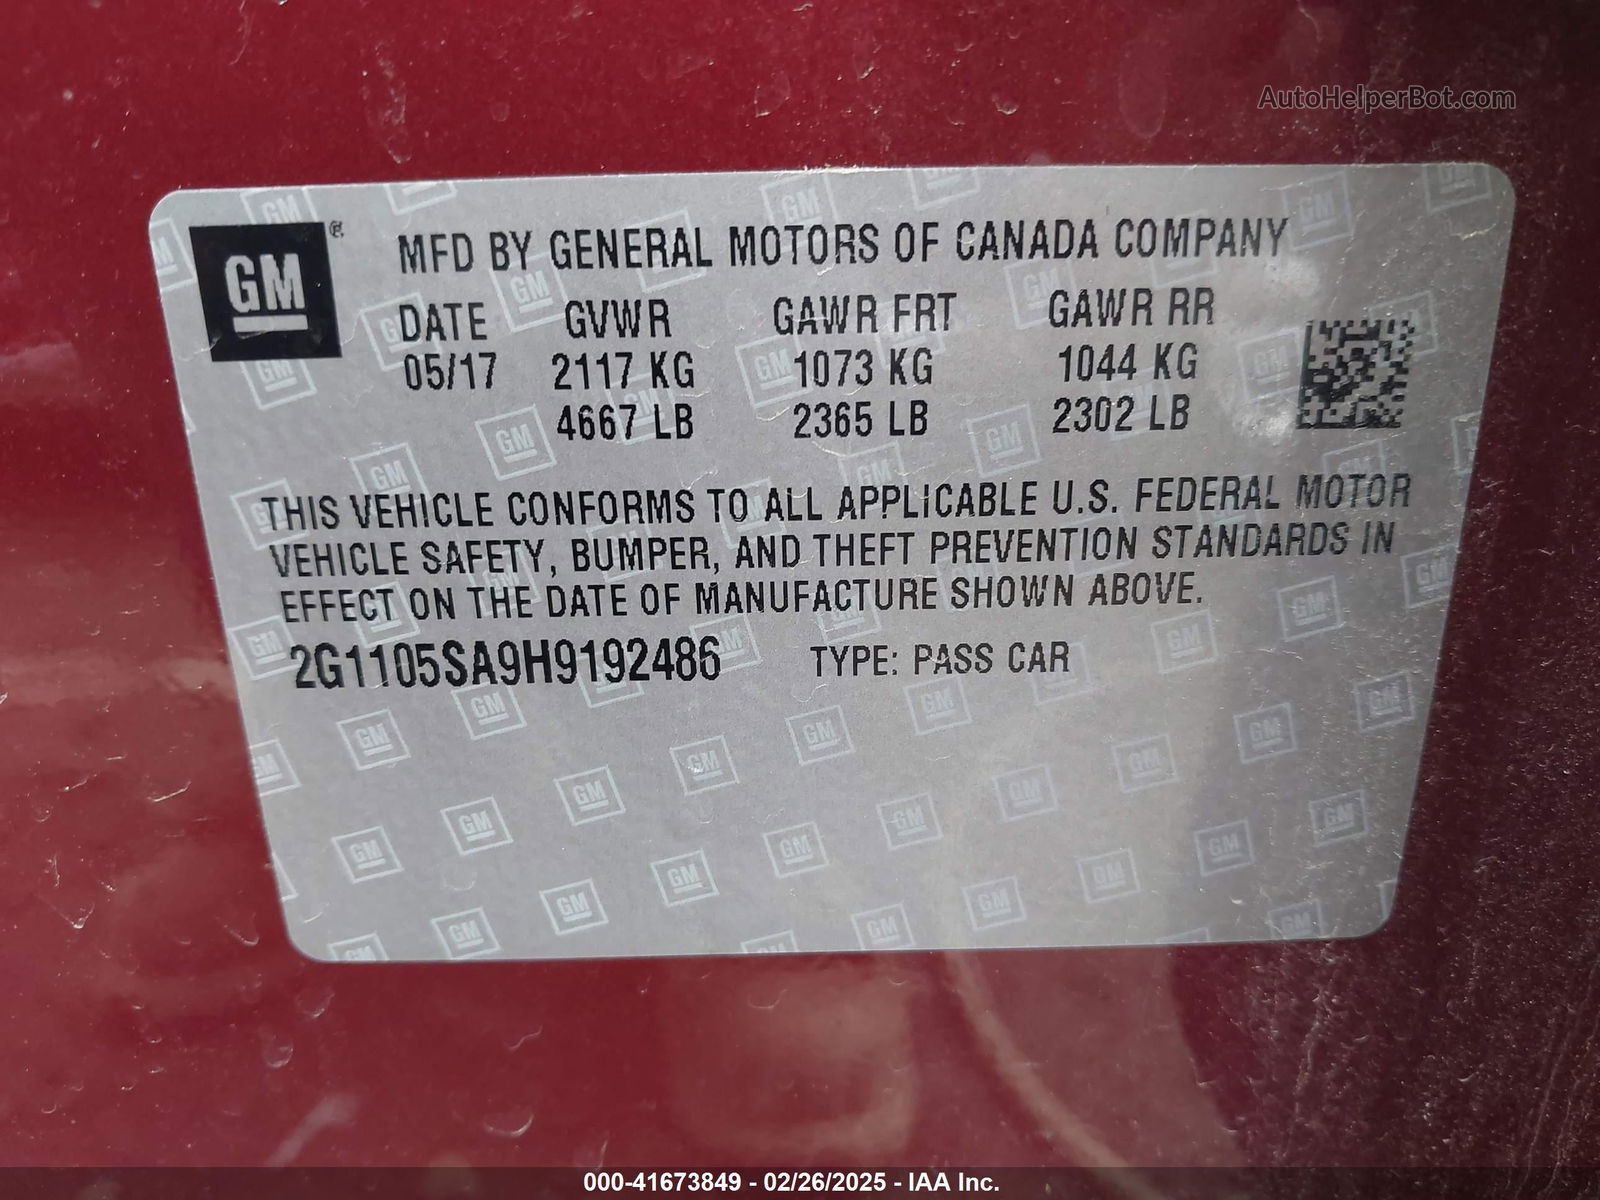 AutoHelperBot.com
GM®
MFD BY GENERAL MOTORS OF CANADA COMPANY
DATE GVWR GAWR FRT GAWR RR
05/17 2117 KG 1073 KG 1044 KG
4667 LB 2365 LB 2302 LB
THIS VEHICLE CONFORMS TO ALL APPLICABLE U.S. FEDERAL MOTOR
VEHICLE SAFETY, BUMPER, AND THEFT PREVENTION STANDARDS IN
EFFECT ON THE DATE OF MANUFACTURE SHOWN ABOVE.
2G1105SA9H9192486 TYPE: PASS CAR
000-41673849 - 02/26/2025 - IAA Inc.